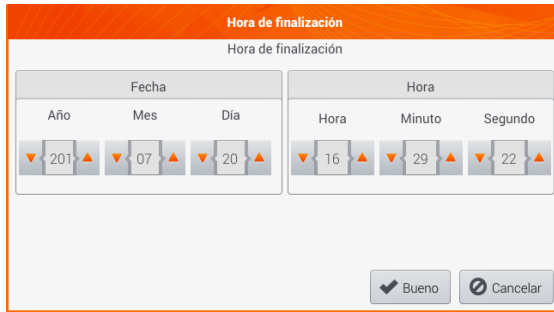 Hora de finalización
Hora de finalización
Fecha
Hora
Año Mes Día
Hora Minuto Segundo
201 07 20
16 29 22
Bueno Cancelar